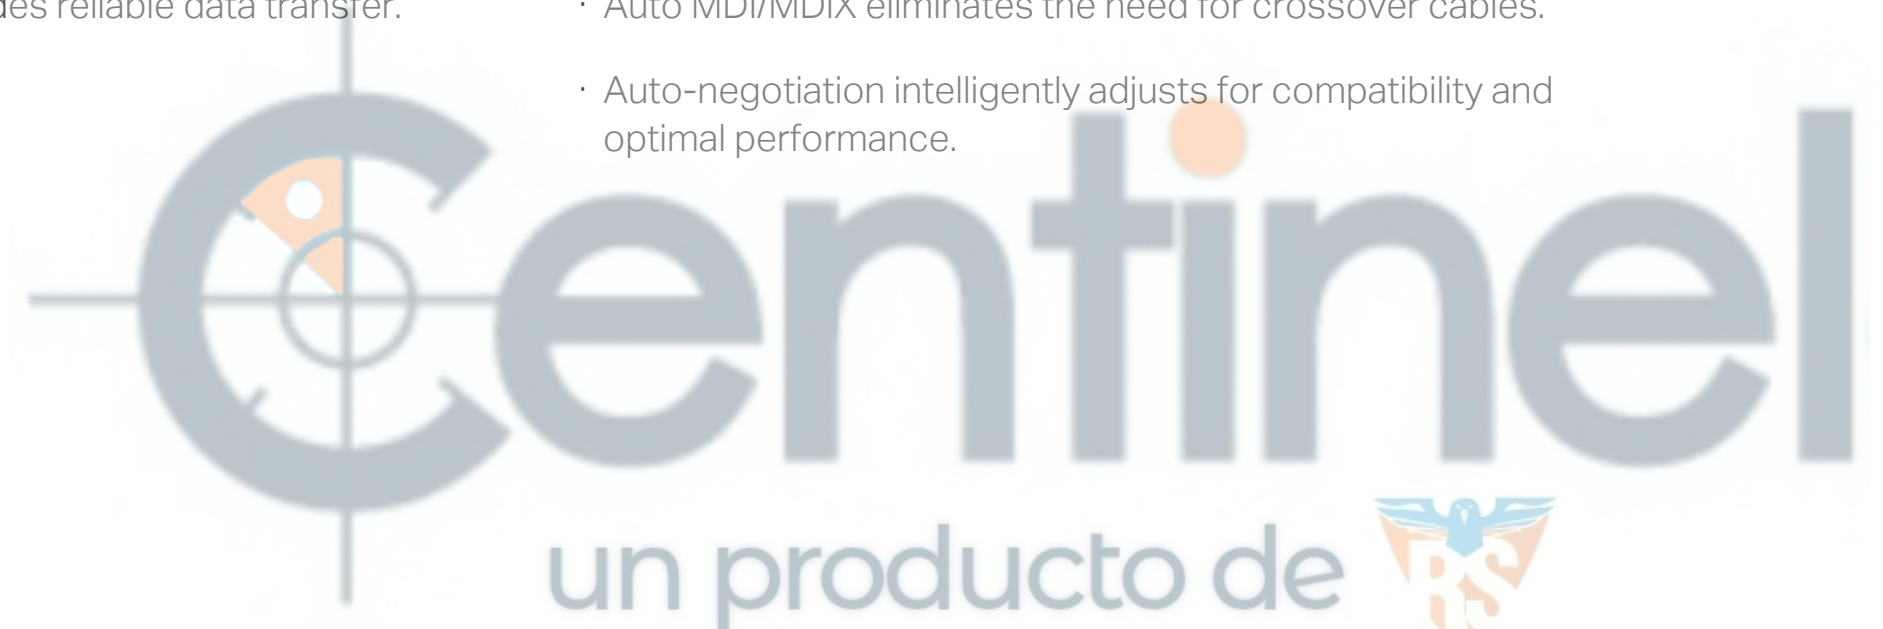 des reliable data transfer.
· Auto MDI/MDIX eliminates the need for crossover cables.
· Auto-negotiation intelligently adjusts for compatibility and
optimal performance.
Centinel
un producto de RS